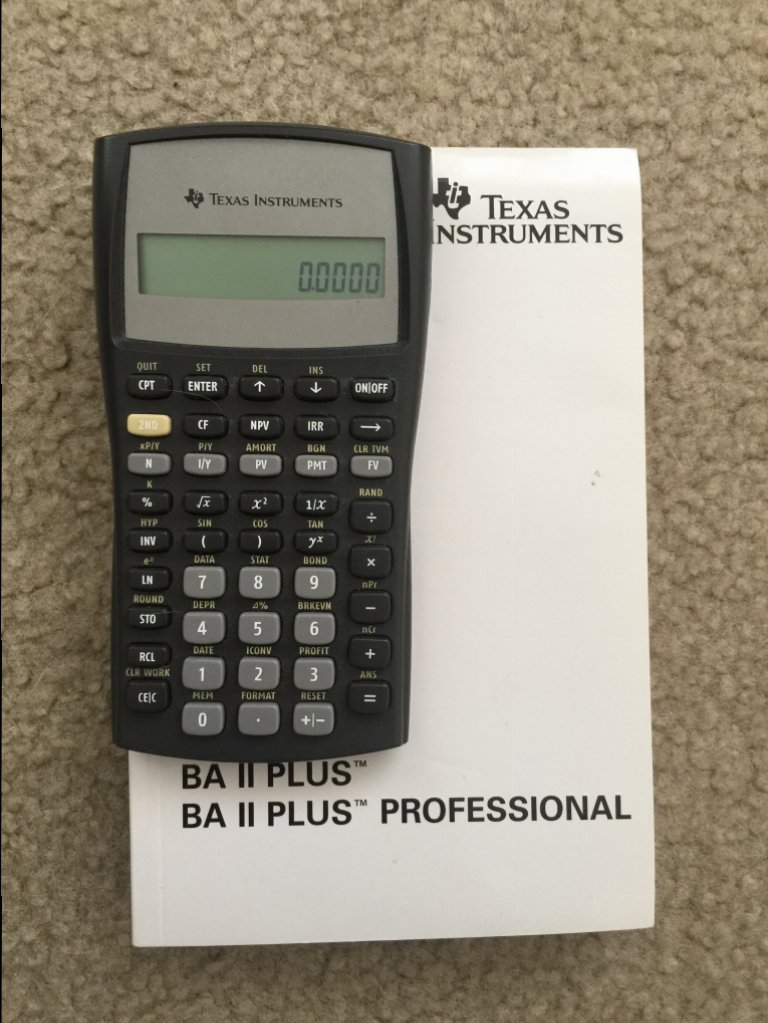 TEXAS INSTRUMENTS
0.0000
TEXAS
INSTRUMENTS
QUIT SET DEL INS
CPT ENTER ↑ ↓ ON|OFF
2ND CF NPV IRR →
xP/Y P/Y AMORT BGN CLR TVM
N I/Y PV PMT FV
K RAND
% √x x² 1/x ÷
HYP SIN COS TAN x!
INV ( ) yˣ ×
eˣ DATA STAT BOND nPr
LN 7 8 9 −
ROUND DEPR Δ% BRKEVN nCr
STO 4 5 6 +
DATE ICONV PROFIT
RCL 1 2 3
CLR WORK MEM FORMAT RESET ANS
CE|C 0 . +/− =
BA II PLUS™
BA II PLUS™ PROFESSIONAL